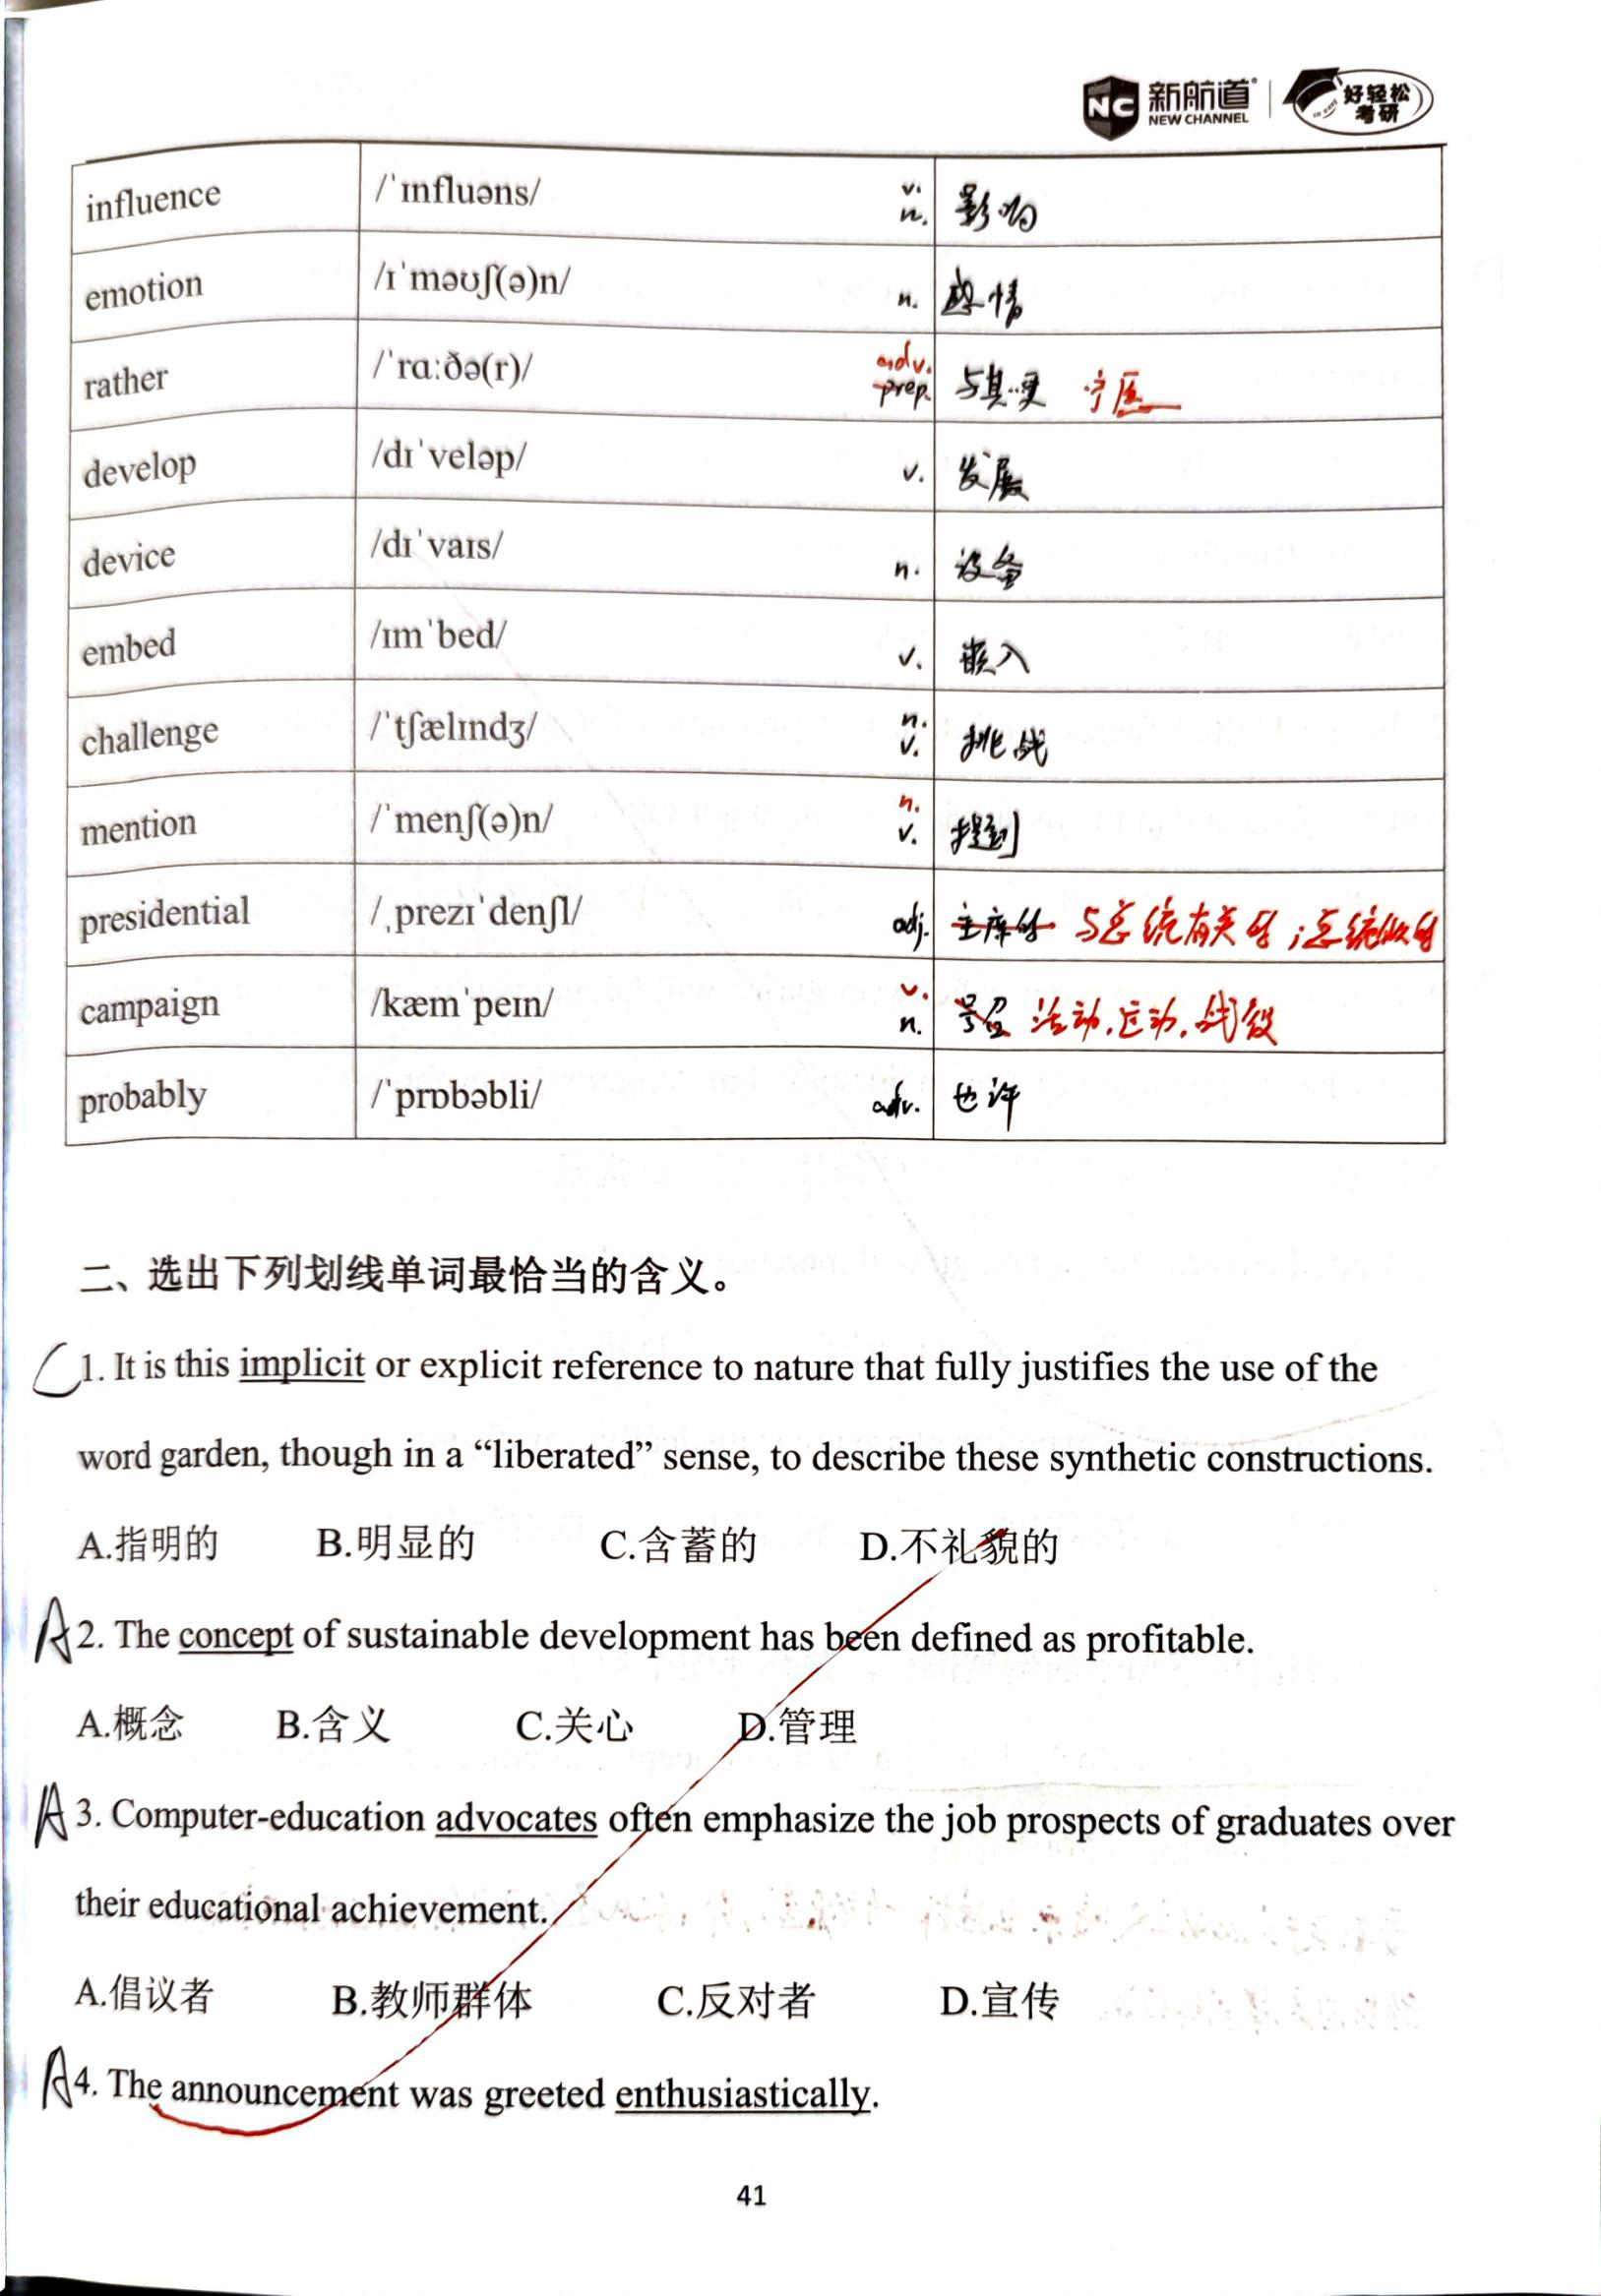 NC 新航道 NEW CHANNEL 好轻松考研
influence /ˈɪnfluəns/ v. n. 影响
emotion /ɪˈməʊʃ(ə)n/ n. 感情
rather /ˈrɑːðə(r)/ adv. prep. 与其…更 宁愿
develop /dɪˈveləp/ v. 发展
device /dɪˈvaɪs/ n. 设备
embed /ɪmˈbed/ v. 嵌入
challenge /ˈtʃælɪndʒ/ n. v. 挑战
mention /ˈmenʃ(ə)n/ n. v. 提到
presidential /ˌprezɪˈdenʃl/ adj. 主席的 与总统有关的;总统似的
campaign /kæmˈpeɪn/ v. n. 号召 活动.运动.战役
probably /ˈprɒbəbli/ adv. 也许
二、选出下列划线单词最恰当的含义。
C 1. It is this implicit or explicit reference to nature that fully justifies the use of the
word garden, though in a “liberated” sense, to describe these synthetic constructions.
A.指明的 B.明显的 C.含蓄的 D.不礼貌的
A 2. The concept of sustainable development has been defined as profitable.
A.概念 B.含义 C.关心 D.管理
A 3. Computer-education advocates often emphasize the job prospects of graduates over
their educational achievement.
A.倡议者 B.教师群体 C.反对者 D.宣传
A 4. The announcement was greeted enthusiastically.
41